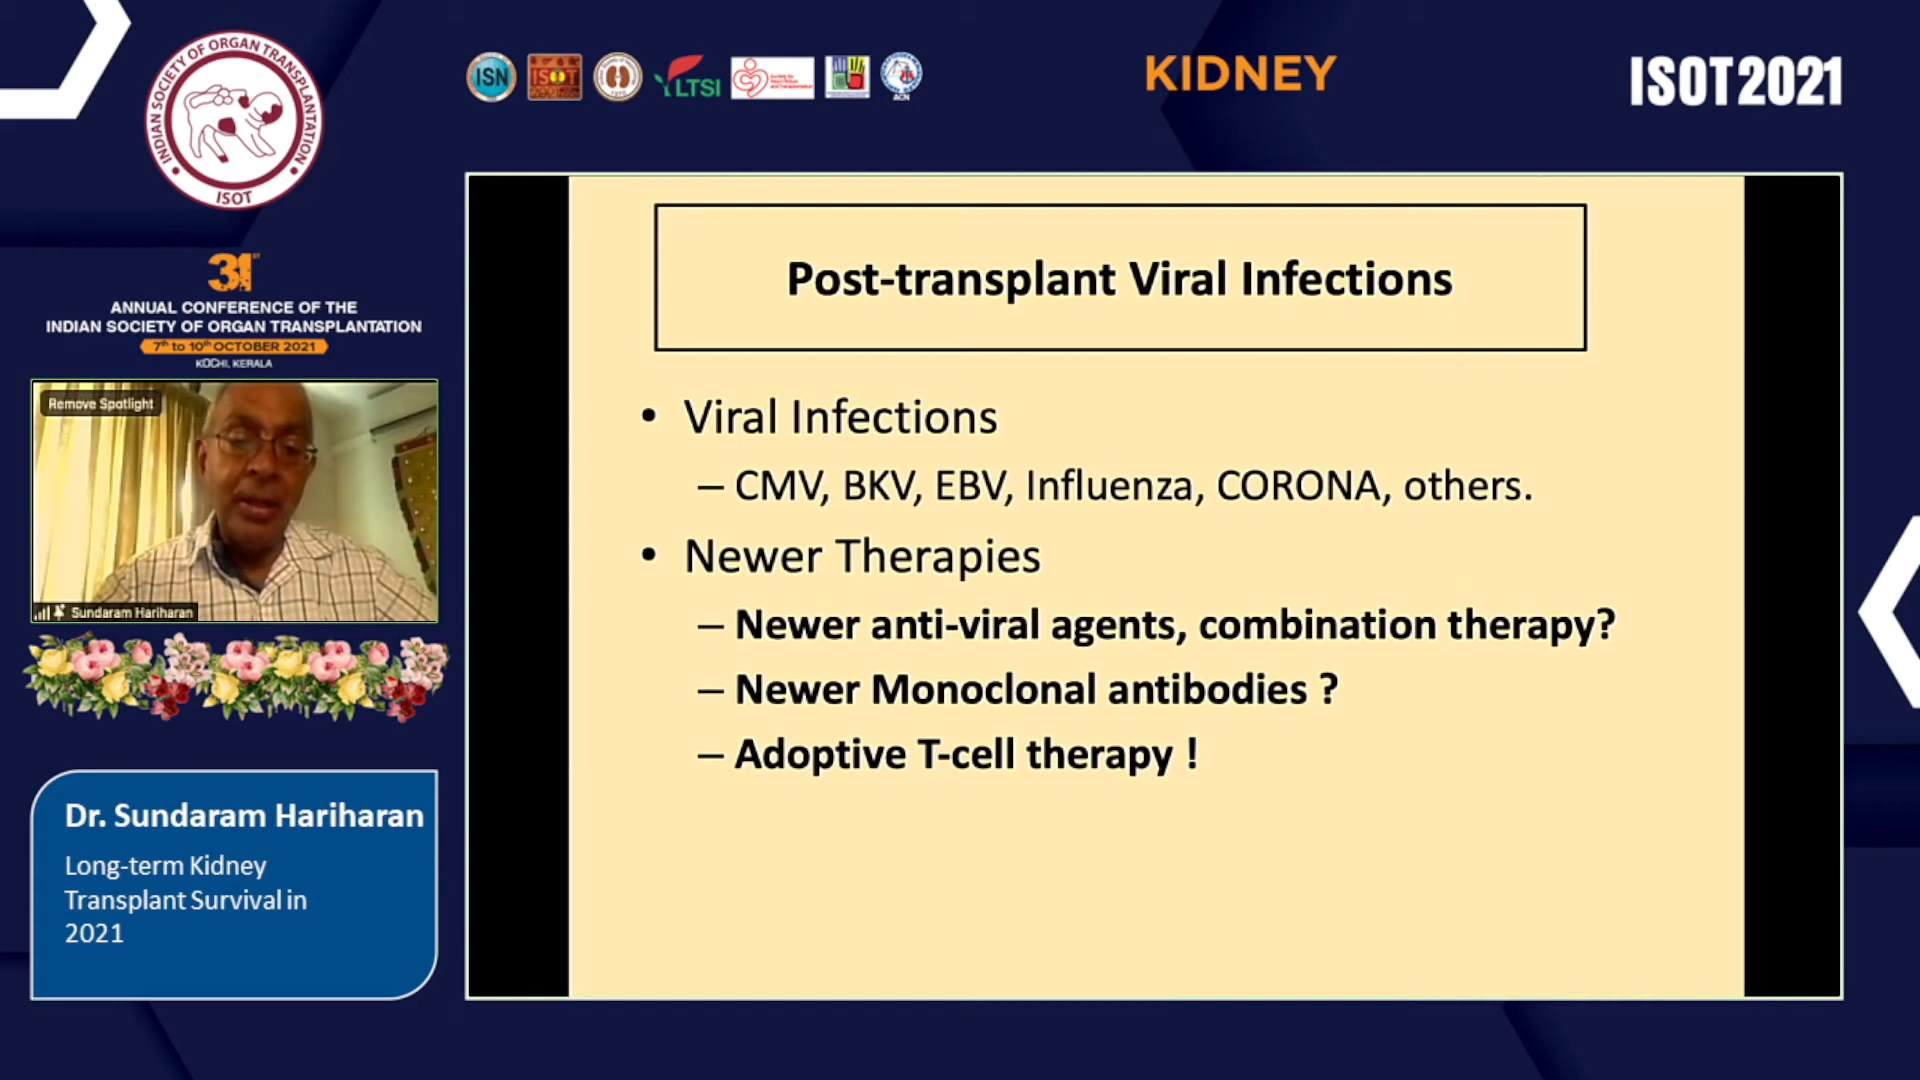 INDIAN SOCIETY OF ORGAN TRANSPLANTATION
ISOT
ISN
ISOT
LTSI
ACN
KIDNEY
ISOT2021
31ST
ANNUAL CONFERENCE OF THE
INDIAN SOCIETY OF ORGAN TRANSPLANTATION
7th to 10th OCTOBER 2021
KOCHI, KERALA
Remove Spotlight
Sundaram Hariharan
Dr. Sundaram Hariharan
Long-term Kidney
Transplant Survival in
2021
Post-transplant Viral Infections
• Viral Infections
– CMV, BKV, EBV, Influenza, CORONA, others.
• Newer Therapies
– Newer anti-viral agents, combination therapy?
– Newer Monoclonal antibodies ?
– Adoptive T-cell therapy !